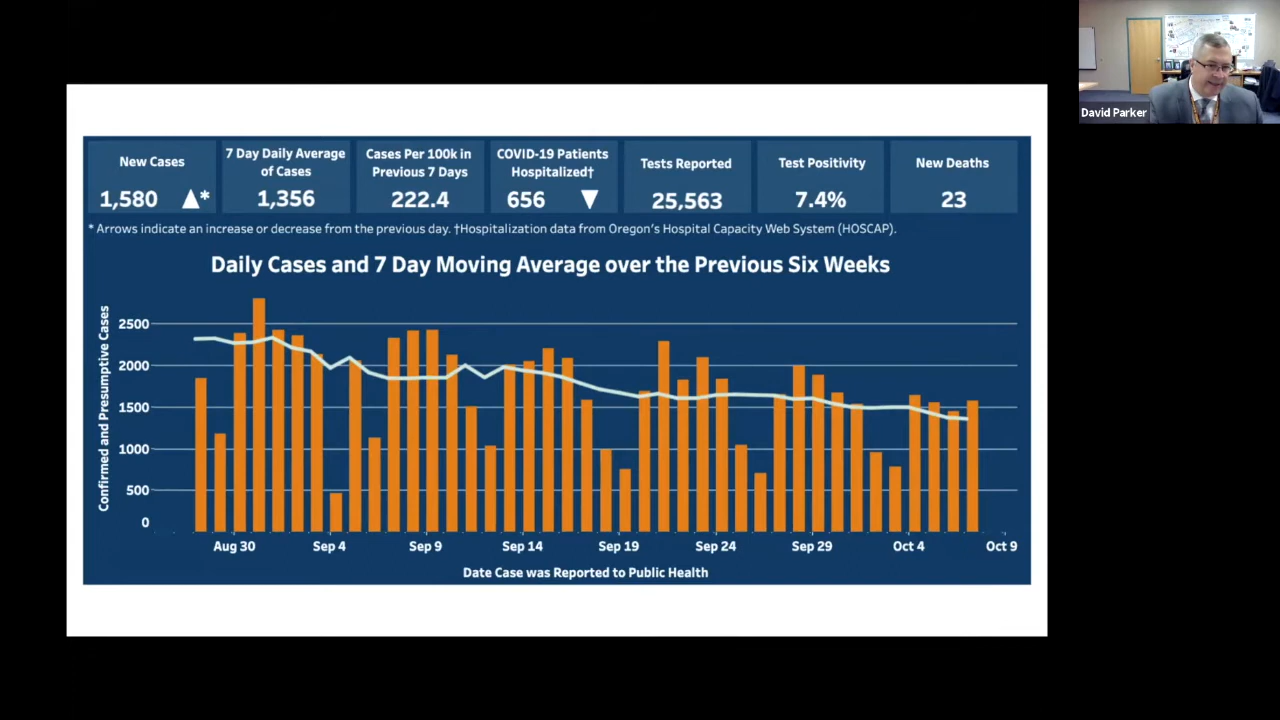 David Parker
New Cases
1,580 ▲*
7 Day Daily Average
of Cases
1,356
Cases Per 100k in
Previous 7 Days
222.4
COVID-19 Patients
Hospitalized†
656 ▼
Tests Reported
25,563
Test Positivity
7.4%
New Deaths
23
* Arrows indicate an increase or decrease from the previous day. †Hospitalization data from Oregon's Hospital Capacity Web System (HOSCAP).
Daily Cases and 7 Day Moving Average over the Previous Six Weeks
Confirmed and Presumptive Cases
2500
2000
1500
1000
500
0
Aug 30 Sep 4 Sep 9 Sep 14 Sep 19 Sep 24 Sep 29 Oct 4 Oct 9
Date Case was Reported to Public Health